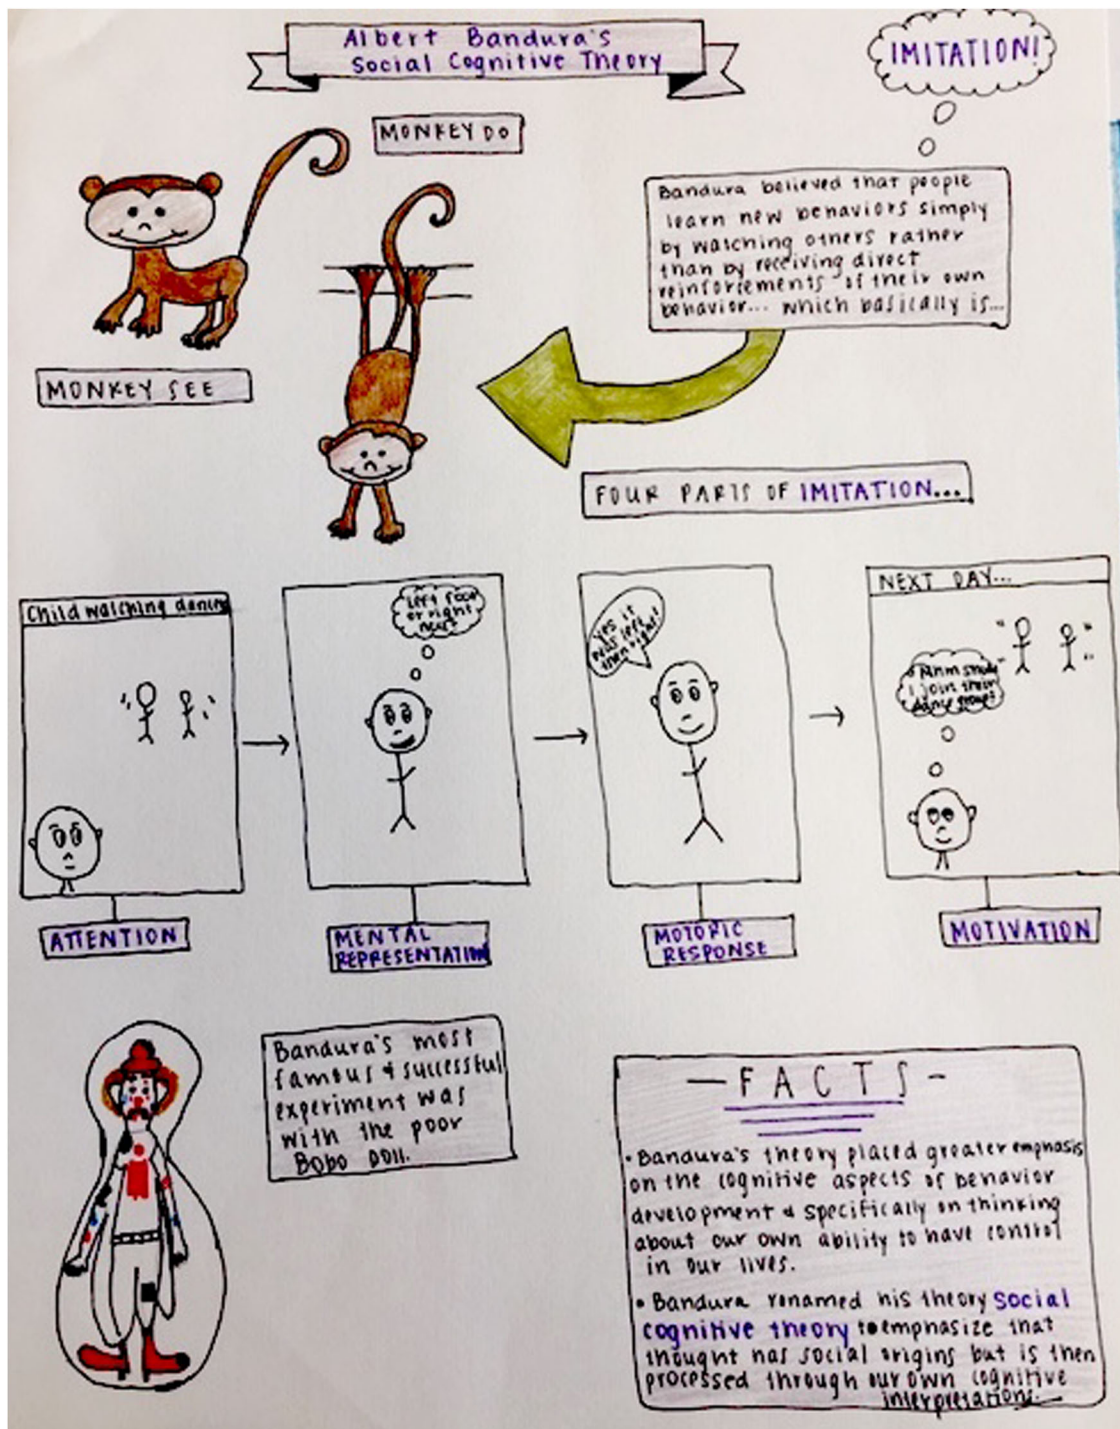 Albert Bandura's
Social Cognitive Theory
IMITATION!
MONKEY DO
Bandura believed that people
learn new behaviors simply
by watching others rather
than by receiving direct
reinforcements of their own
behavior... which basically is...
MONKEY SEE
FOUR PARTS OF IMITATION...
Child watching dancing
Left foot
or right
next?
Yes it
was left
then right!
NEXT DAY...
I join their
dance group?
ATTENTION
MENTAL
REPRESENTATION
MOTORIC
RESPONSE
MOTIVATION
Bandura's most
famous & successful
experiment was
with the poor
Bobo Doll.
- FACTS -
• Bandura's theory placed greater emphasis
on the cognitive aspects of behavior
development & specifically on thinking
about our own ability to have control
in our lives.
• Bandura renamed his theory social
cognitive theory to emphasize that
thought has social origins but is then
processed through our own cognitive
interpretations.